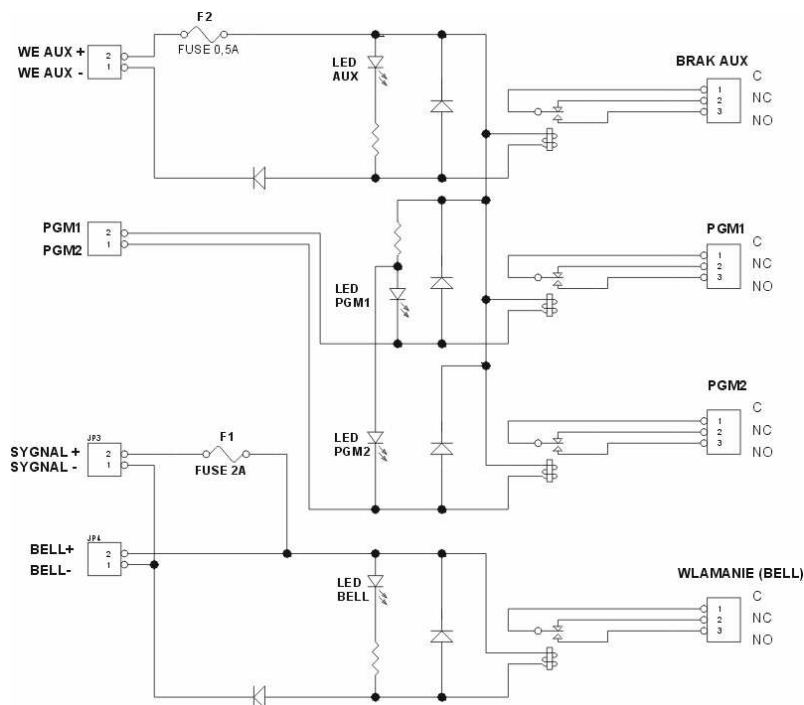 F2
FUSE 0,5A
WE AUX +
WE AUX -
2
1
LED
AUX
BRAK AUX
1
2
3
C
NC
NO
PGM1
PGM2
2
1
LED
PGM1
PGM1
1
2
3
C
NC
NO
LED
PGM2
PGM2
1
2
3
C
NC
NO
JP3
SYGNAL +
SYGNAL -
2
1
F1
FUSE 2A
JP4
BELL+
BELL-
2
1
LED
BELL
WLAMANIE (BELL)
1
2
3
C
NC
NO